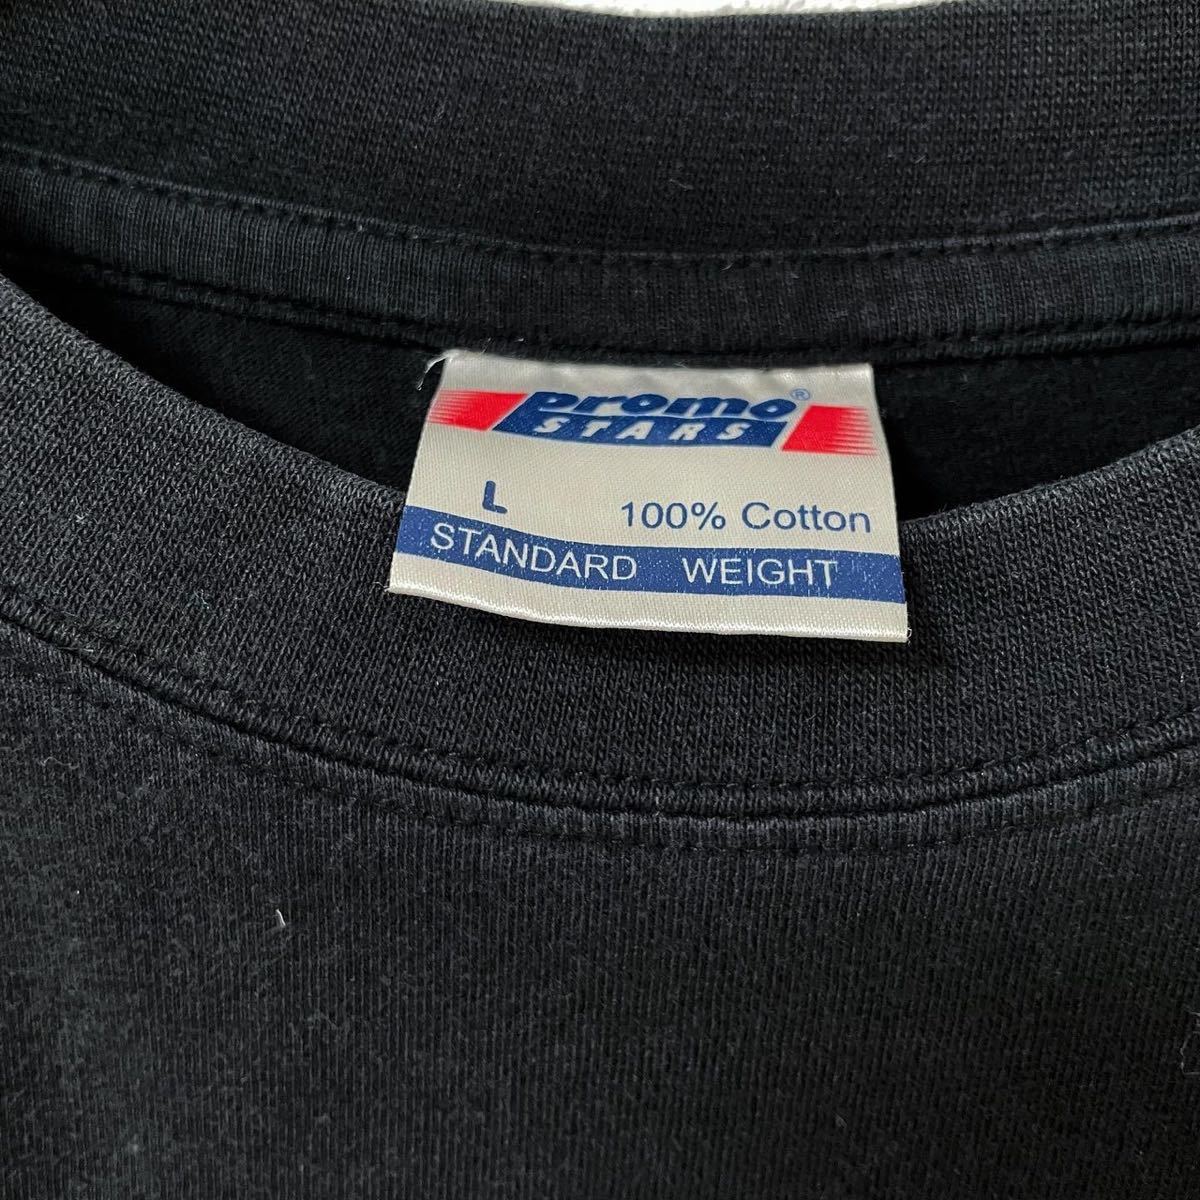 promo®
STARS
L 100% Cotton
STANDARD WEIGHT